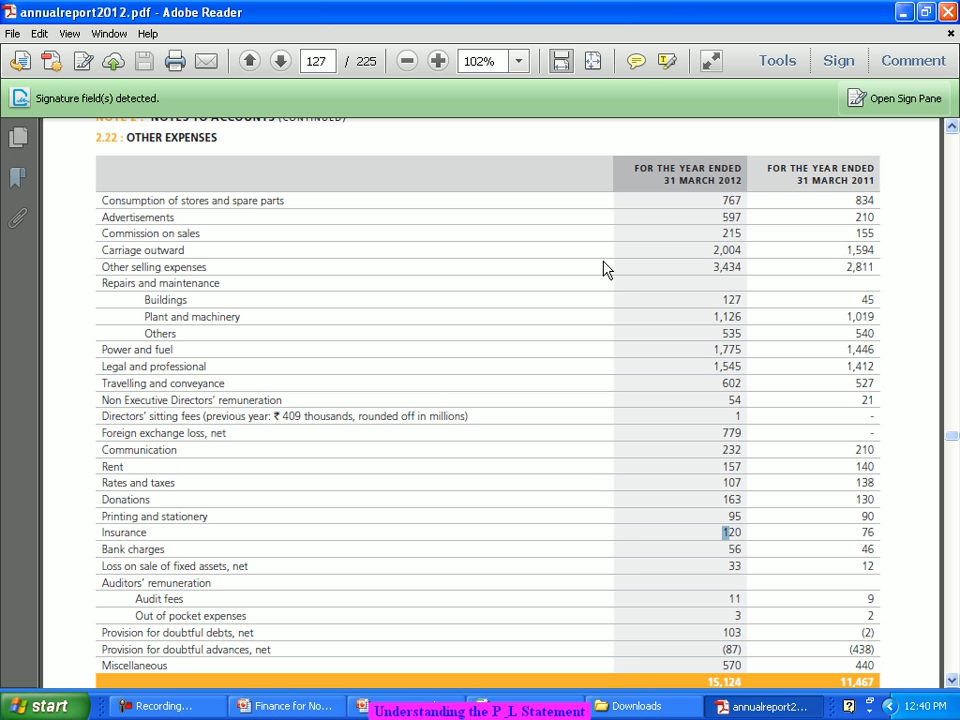 annualreport2012.pdf - Adobe Reader
File Edit View Window Help
127 / 225 102% Tools Sign Comment
Signature field(s) detected. Open Sign Pane
NOTE 2 : NOTES TO ACCOUNTS (CONTINUED)
2.22 : OTHER EXPENSES
FOR THE YEAR ENDED 31 MARCH 2012 FOR THE YEAR ENDED 31 MARCH 2011
Consumption of stores and spare parts 767 834
Advertisements 597 210
Commission on sales 215 155
Carriage outward 2,004 1,594
Other selling expenses 3,434 2,811
Repairs and maintenance
Buildings 127 45
Plant and machinery 1,126 1,019
Others 535 540
Power and fuel 1,775 1,446
Legal and professional 1,545 1,412
Travelling and conveyance 602 527
Non Executive Directors' remuneration 54 21
Directors' sitting fees (previous year: ₹ 409 thousands, rounded off in millions) 1 -
Foreign exchange loss, net 779 -
Communication 232 210
Rent 157 140
Rates and taxes 107 138
Donations 163 130
Printing and stationery 95 90
Insurance 120 76
Bank charges 56 46
Loss on sale of fixed assets, net 33 12
Auditors' remuneration
Audit fees 11 9
Out of pocket expenses 3 2
Provision for doubtful debts, net 103 (2)
Provision for doubtful advances, net (87) (438)
Miscellaneous 570 440
15,124 11,467
start Recording... Finance for No... Understanding the P_L Statement Downloads annualreport2... 12:40 PM